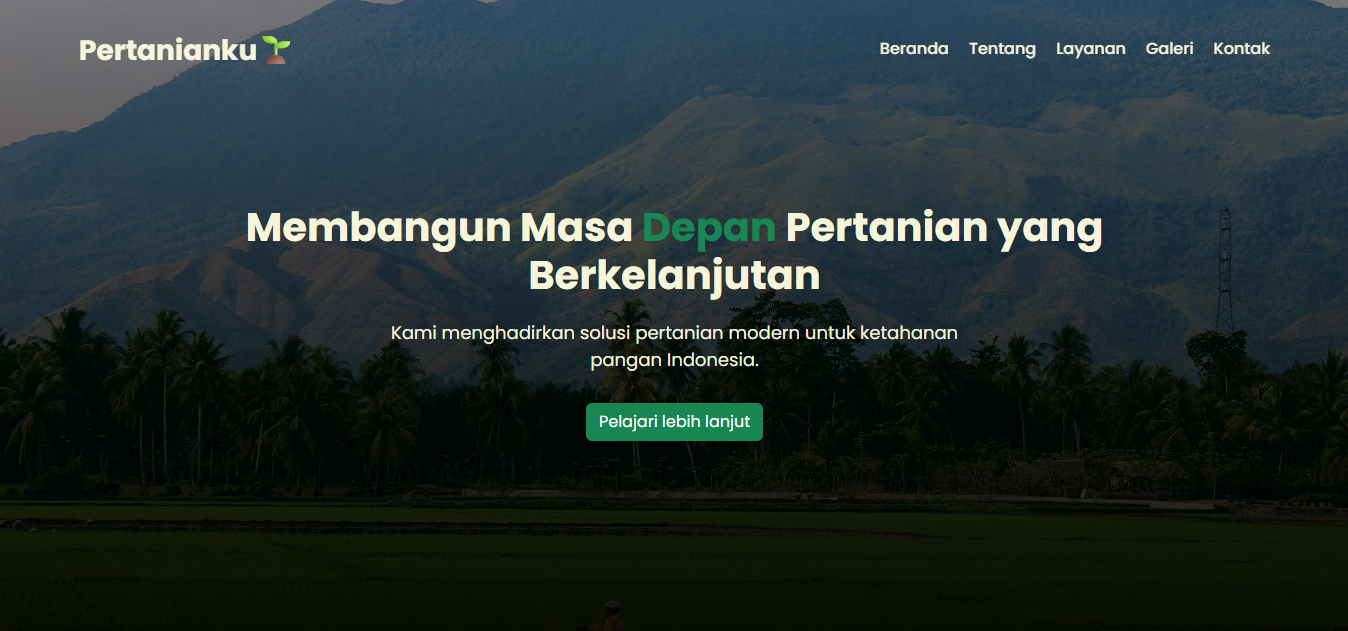 Pertanianku🌱
Beranda Tentang Layanan Galeri Kontak
Membangun Masa Depan Pertanian yang
Berkelanjutan
Kami menghadirkan solusi pertanian modern untuk ketahanan
pangan Indonesia.
Pelajari lebih lanjut